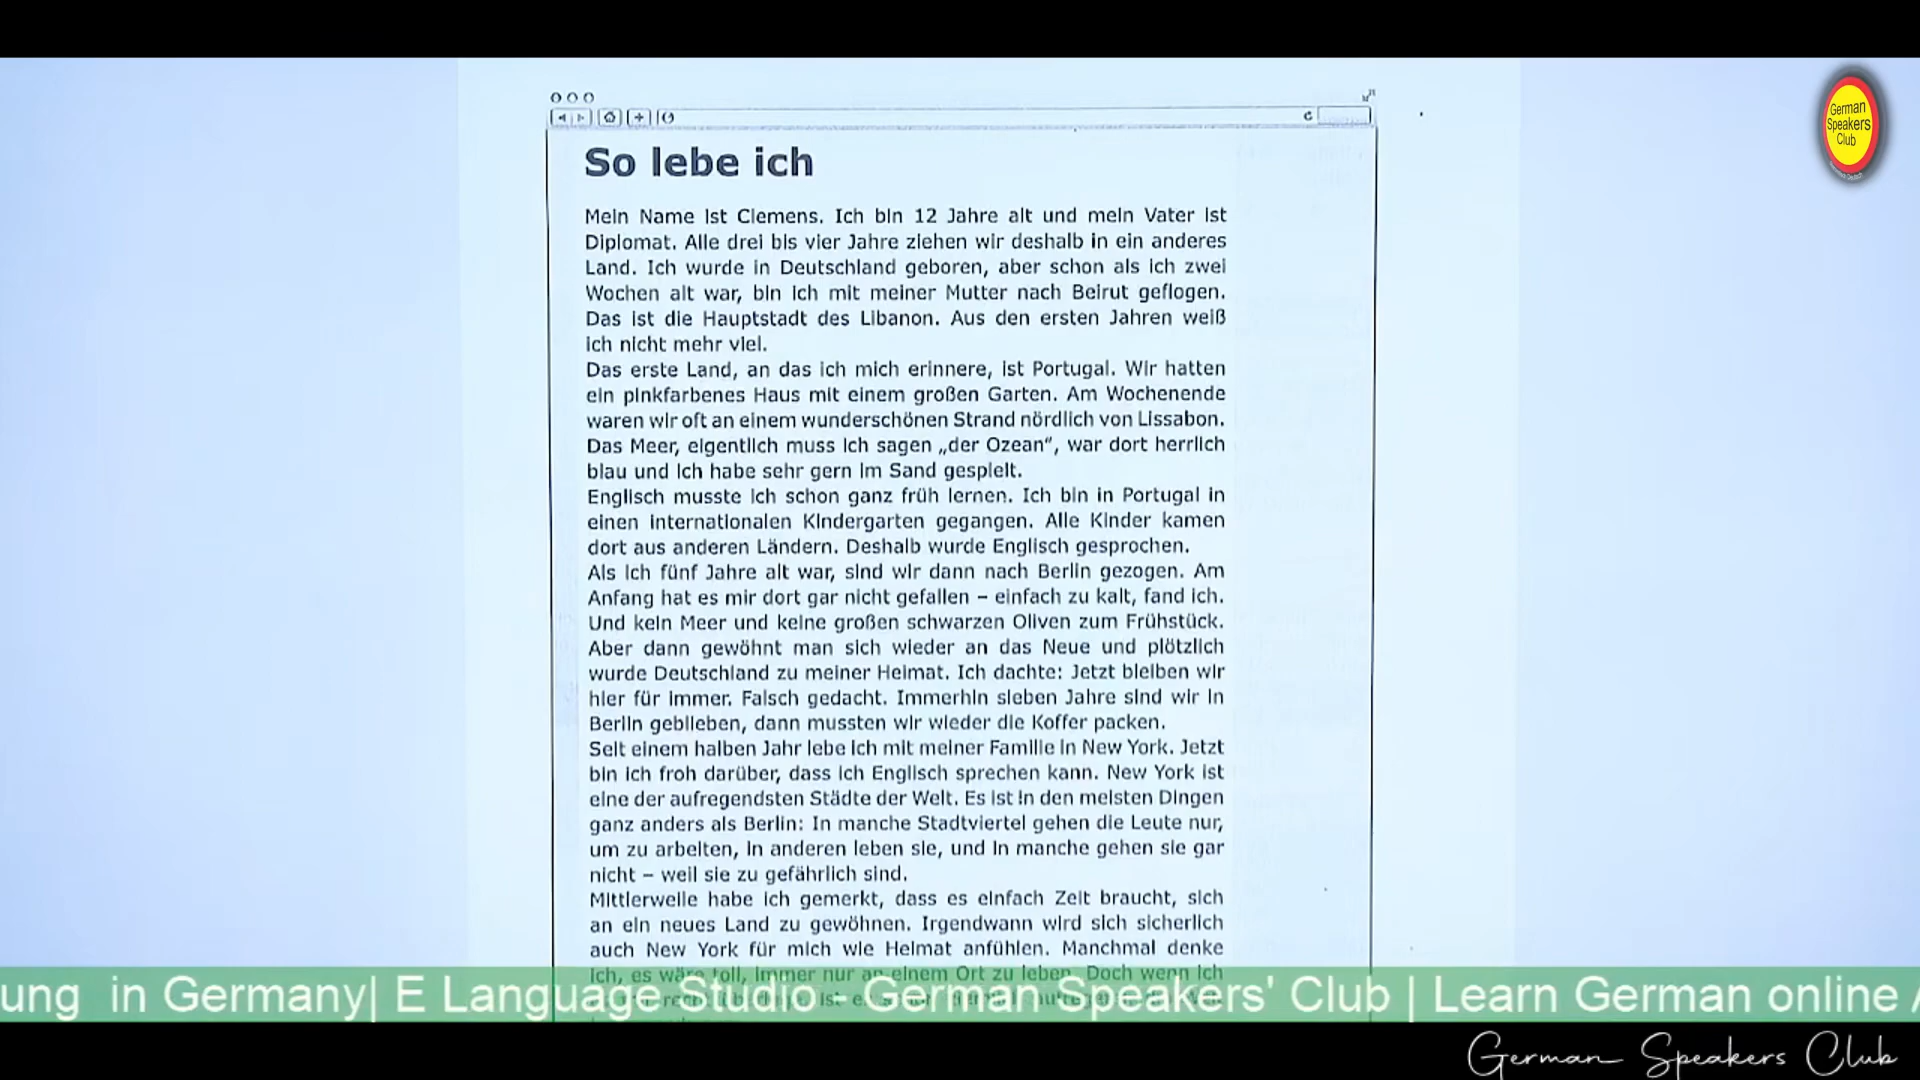 German
Speakers
Club
So lebe ich
Mein Name ist Clemens. Ich bin 12 Jahre alt und mein Vater ist
Diplomat. Alle drei bis vier Jahre ziehen wir deshalb in ein anderes
Land. Ich wurde in Deutschland geboren, aber schon als ich zwei
Wochen alt war, bin ich mit meiner Mutter nach Beirut geflogen.
Das ist die Hauptstadt des Libanon. Aus den ersten Jahren weiß
ich nicht mehr viel.
Das erste Land, an das ich mich erinnere, ist Portugal. Wir hatten
ein pinkfarbenes Haus mit einem großen Garten. Am Wochenende
waren wir oft an einem wunderschönen Strand nördlich von Lissabon.
Das Meer, eigentlich muss ich sagen „der Ozean“, war dort herrlich
blau und ich habe sehr gern im Sand gespielt.
Englisch musste ich schon ganz früh lernen. Ich bin in Portugal in
einen internationalen Kindergarten gegangen. Alle Kinder kamen
dort aus anderen Ländern. Deshalb wurde Englisch gesprochen.
Als ich fünf Jahre alt war, sind wir dann nach Berlin gezogen. Am
Anfang hat es mir dort gar nicht gefallen – einfach zu kalt, fand ich.
Und kein Meer und keine großen schwarzen Oliven zum Frühstück.
Aber dann gewöhnt man sich wieder an das Neue und plötzlich
wurde Deutschland zu meiner Heimat. Ich dachte: Jetzt bleiben wir
hier für immer. Falsch gedacht. Immerhin sieben Jahre sind wir in
Berlin geblieben, dann mussten wir wieder die Koffer packen.
Seit einem halben Jahr lebe ich mit meiner Familie in New York. Jetzt
bin ich froh darüber, dass ich Englisch sprechen kann. New York ist
eine der aufregendsten Städte der Welt. Es ist in den meisten Dingen
ganz anders als Berlin: In manche Stadtviertel gehen die Leute nur,
um zu arbeiten, in anderen leben sie, und in manche gehen sie gar
nicht – weil sie zu gefährlich sind.
Mittlerweile habe ich gemerkt, dass es einfach Zeit braucht, sich
an ein neues Land zu gewöhnen. Irgendwann wird sich sicherlich
auch New York für mich wie Heimat anfühlen. Manchmal denke
ich, es wäre toll, immer nur an einem Ort zu leben. Doch wenn ich
ung in Germany| E Language Studio - German Speakers' Club | Learn German online
German Speakers Club